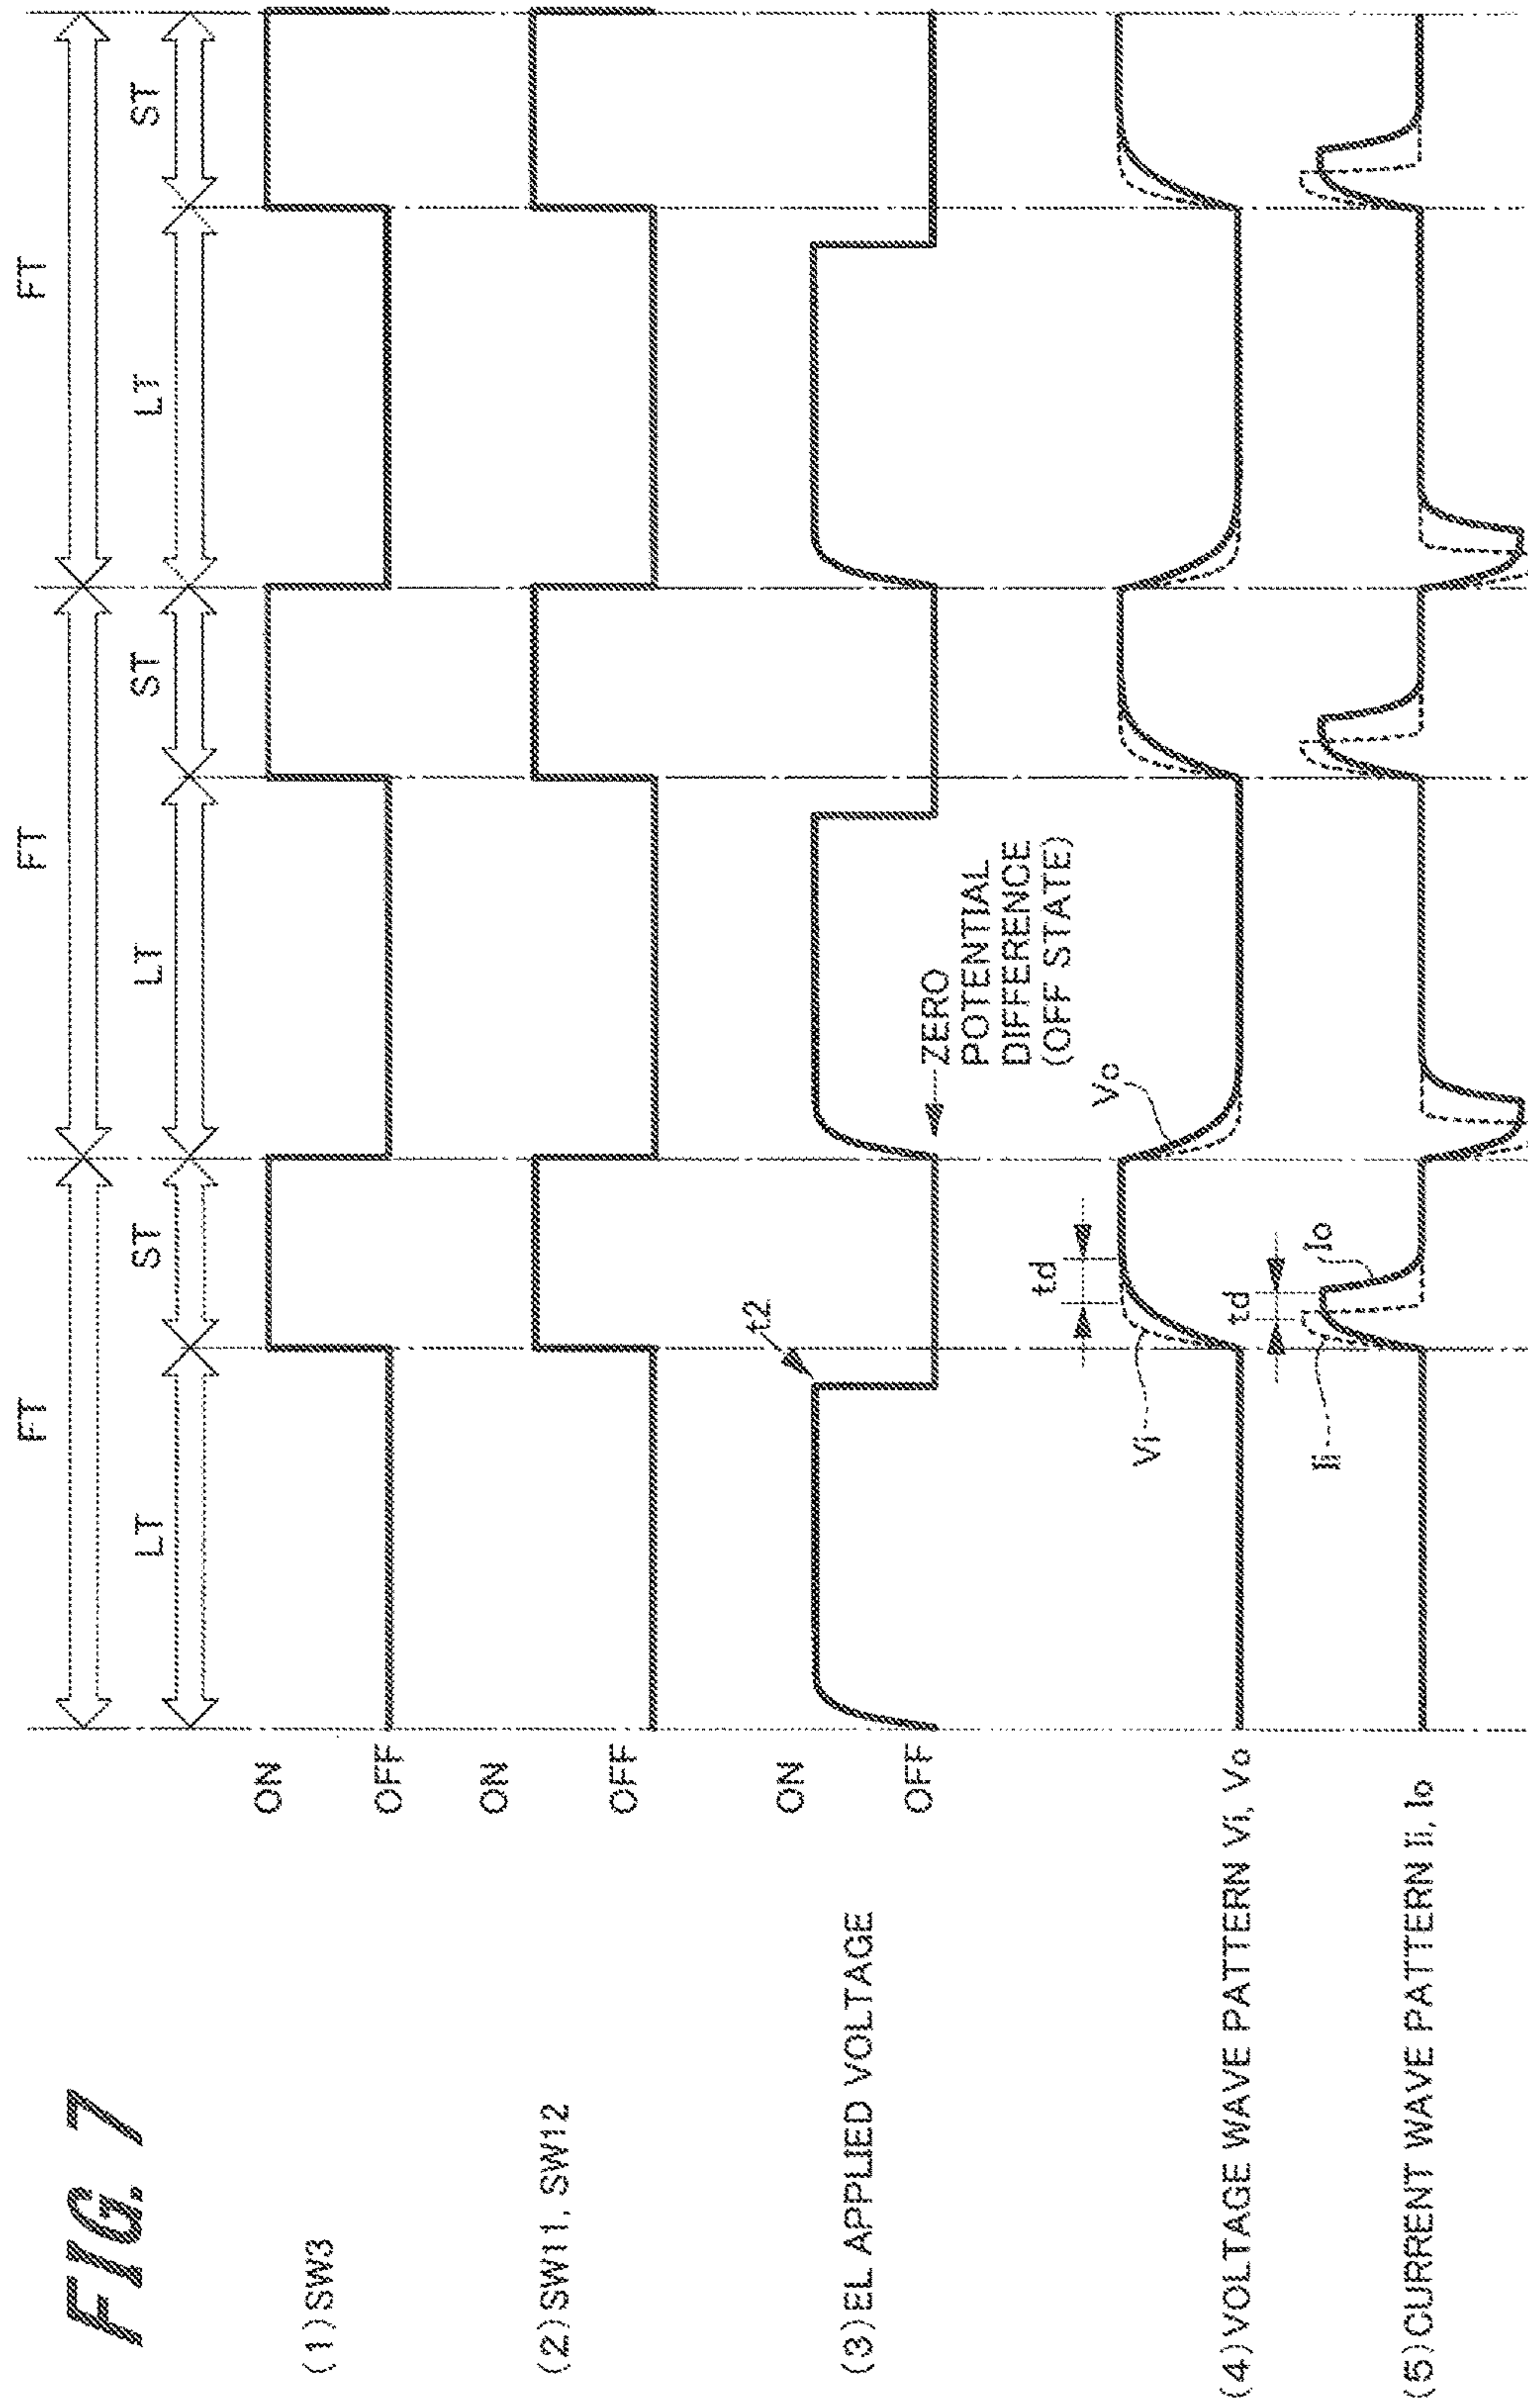 FIG. 7
FT
FT
FT
LT
ST
LT
ST
LT
ST
(1)SW3
ON
OFF
(2)SW11, SW12
ON
OFF
(3)EL APPLIED VOLTAGE
ON
OFF
t2
ZERO
POTENTIAL
DIFFERENCE
(OFF STATE)
(4)VOLTAGE WAVE PATTERN Vi, Vo
Vi
td
Vo
(5)CURRENT WAVE PATTERN Ii, Io
Ii
td
Io